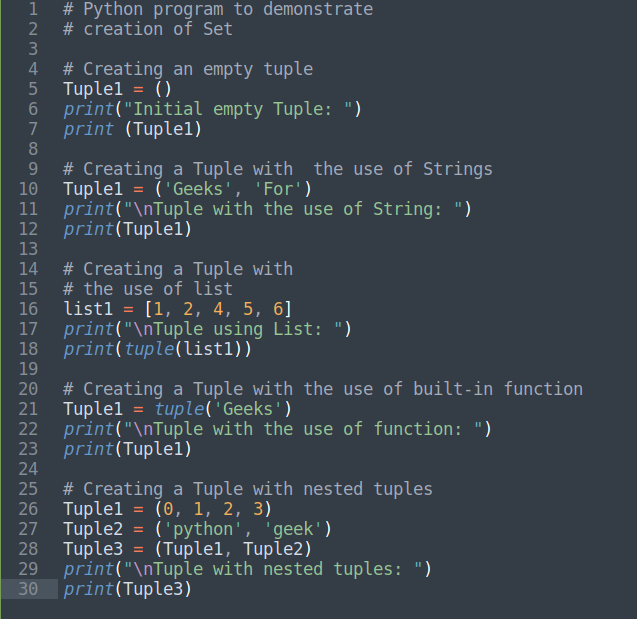 1 # Python program to demonstrate
2 # creation of Set
3
4 # Creating an empty tuple
5 Tuple1 = ()
6 print("Initial empty Tuple: ")
7 print (Tuple1)
8
9 # Creating a Tuple with  the use of Strings
10 Tuple1 = ('Geeks', 'For')
11 print("\nTuple with the use of String: ")
12 print(Tuple1)
13
14 # Creating a Tuple with
15 # the use of list
16 list1 = [1, 2, 4, 5, 6]
17 print("\nTuple using List: ")
18 print(tuple(list1))
19
20 # Creating a Tuple with the use of built-in function
21 Tuple1 = tuple('Geeks')
22 print("\nTuple with the use of function: ")
23 print(Tuple1)
24
25 # Creating a Tuple with nested tuples
26 Tuple1 = (0, 1, 2, 3)
27 Tuple2 = ('python', 'geek')
28 Tuple3 = (Tuple1, Tuple2)
29 print("\nTuple with nested tuples: ")
30 print(Tuple3)